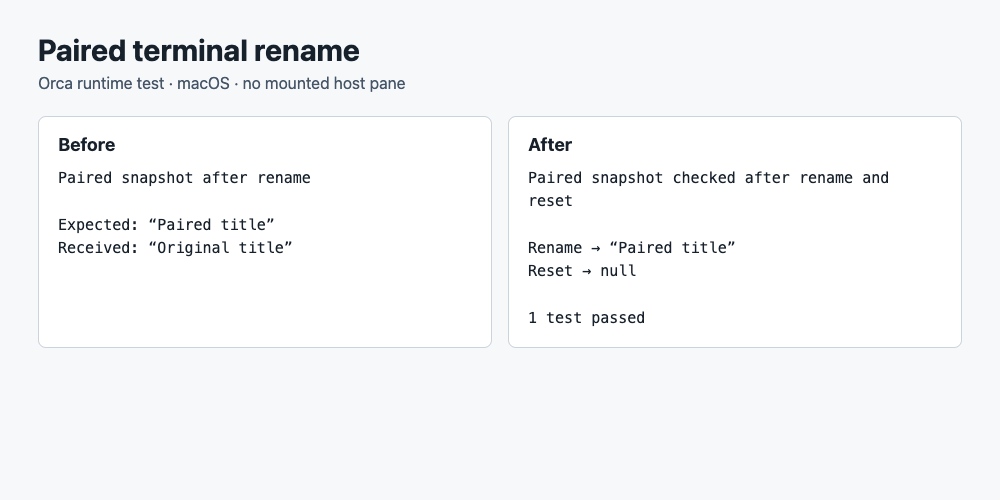 Paired terminal rename
Orca runtime test · macOS · no mounted host pane
Before
Paired snapshot after rename
Expected: “Paired title”
Received: “Original title”
After
Paired snapshot checked after rename and
reset
Rename → “Paired title”
Reset → null
1 test passed